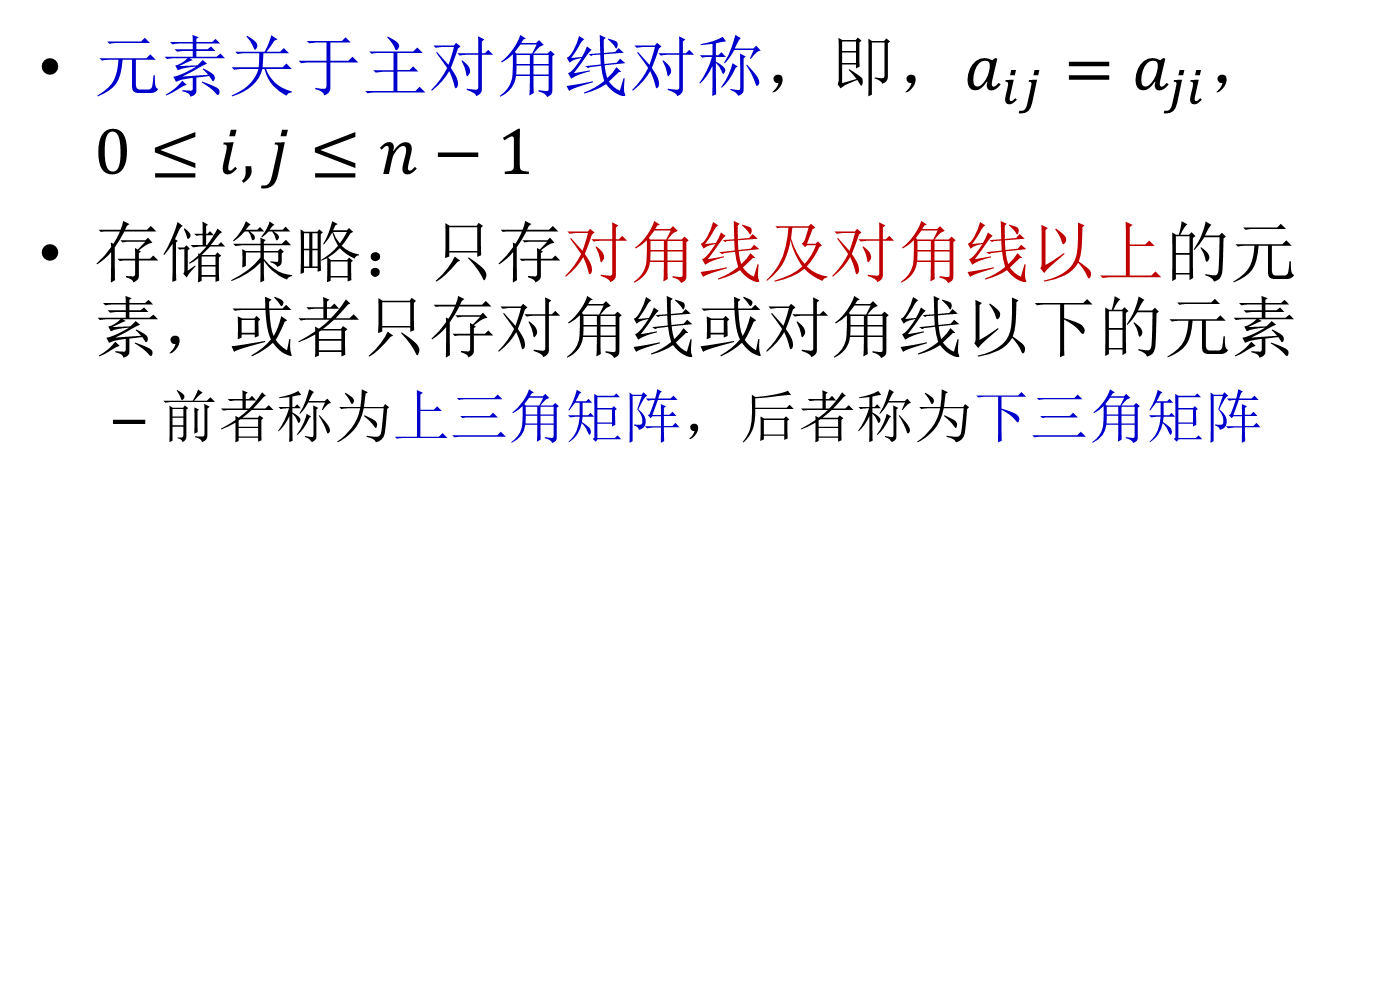 • 元素关于主对角线对称，即，$a_{ij} = a_{ji}$，
$0 \leq i, j \leq n - 1$
• 存储策略：只存对角线及对角线以上的元
素，或者只存对角线或对角线以下的元素
– 前者称为上三角矩阵，后者称为下三角矩阵